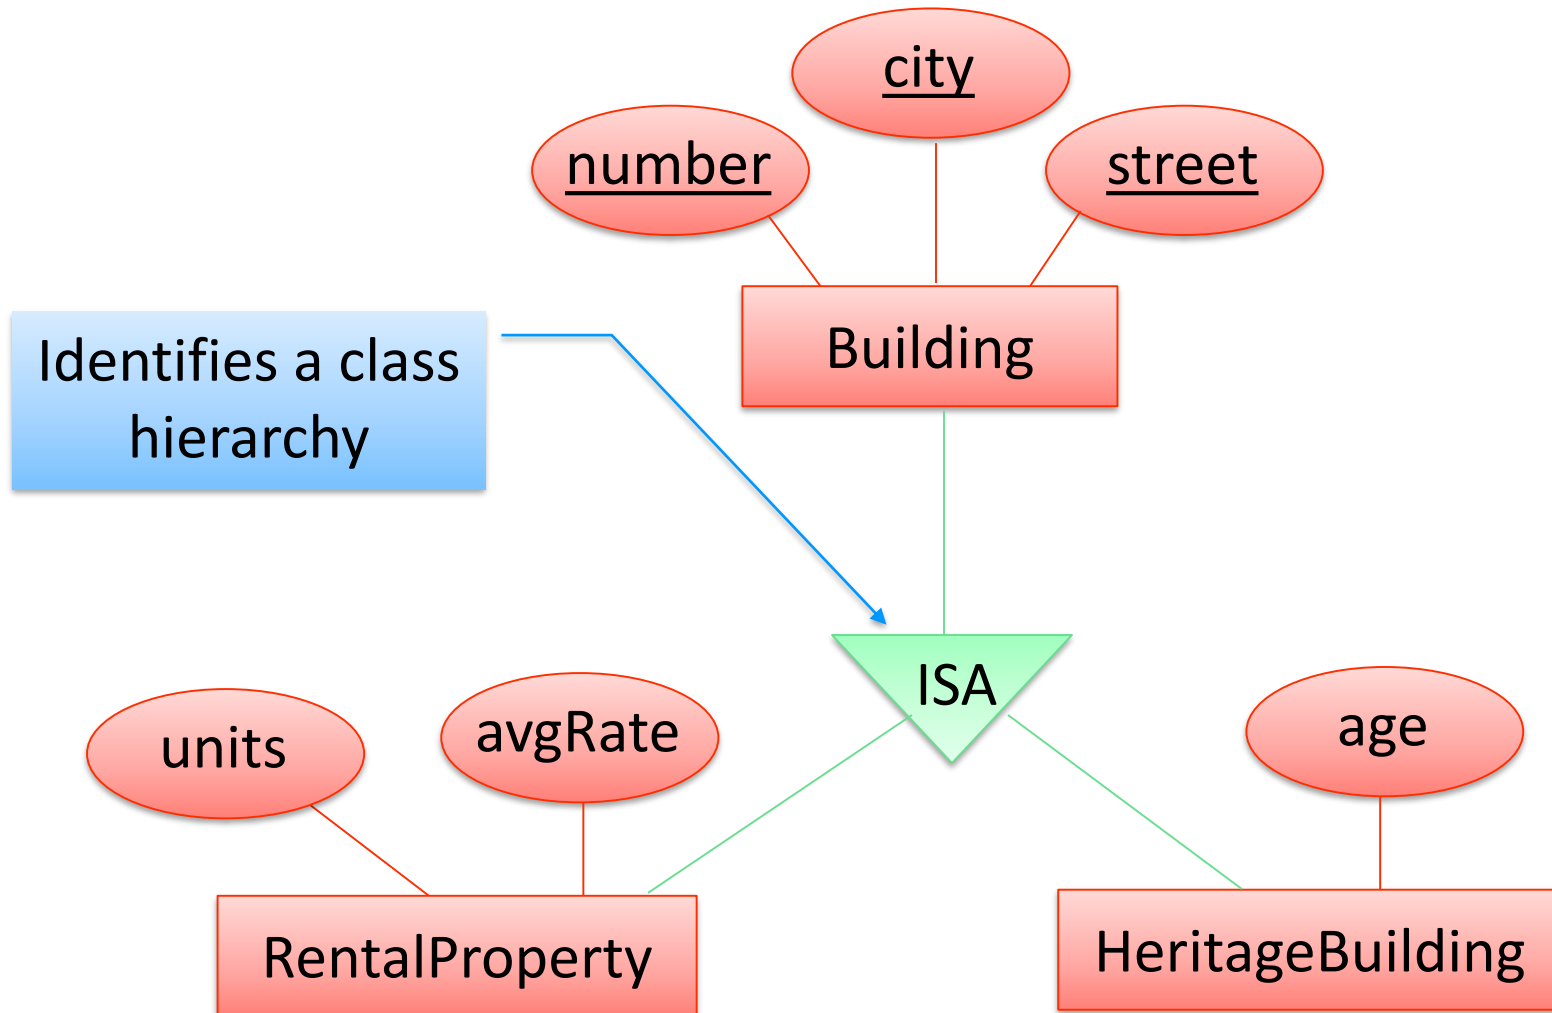 city
number
street
Building
Identifies a class
hierarchy
ISA
units
avgRate
age
RentalProperty
HeritageBuilding